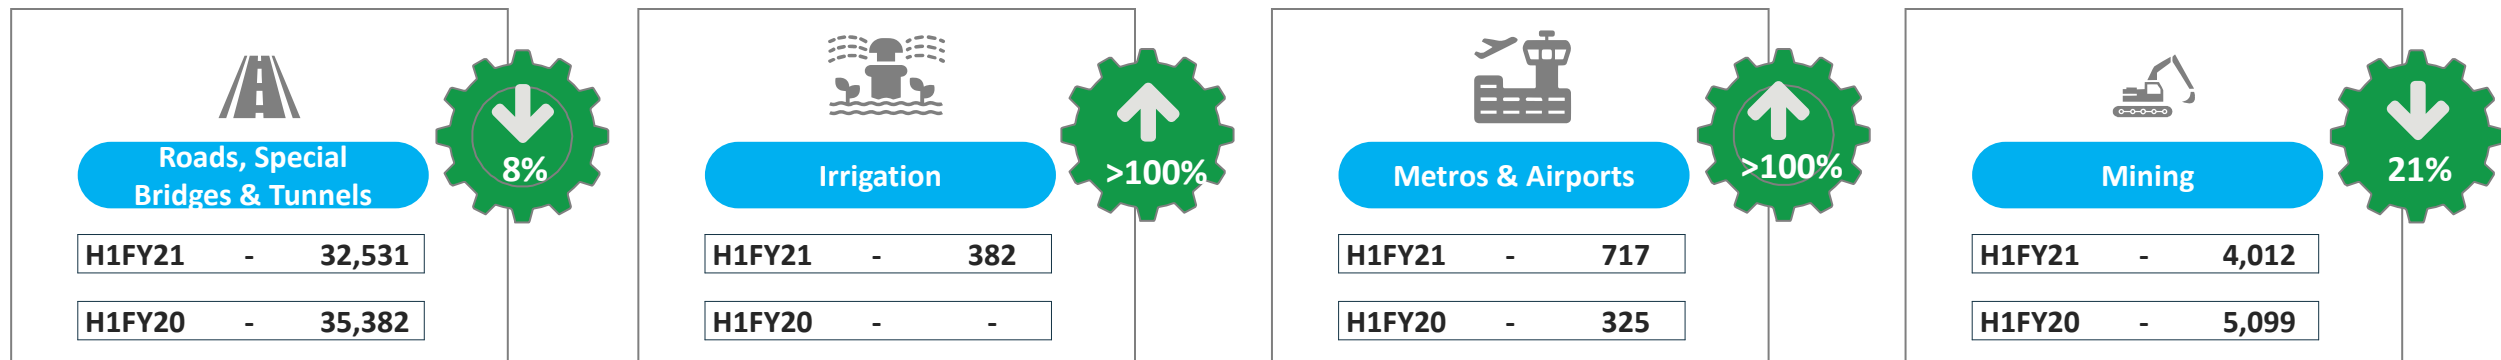 Roads, Special
Bridges & Tunnels
8%
H1FY21 - 32,531
H1FY20 - 35,382
Irrigation
>100%
H1FY21 - 382
H1FY20 - -
Metros & Airports
>100%
H1FY21 - 717
H1FY20 - 325
Mining
21%
H1FY21 - 4,012
H1FY20 - 5,099